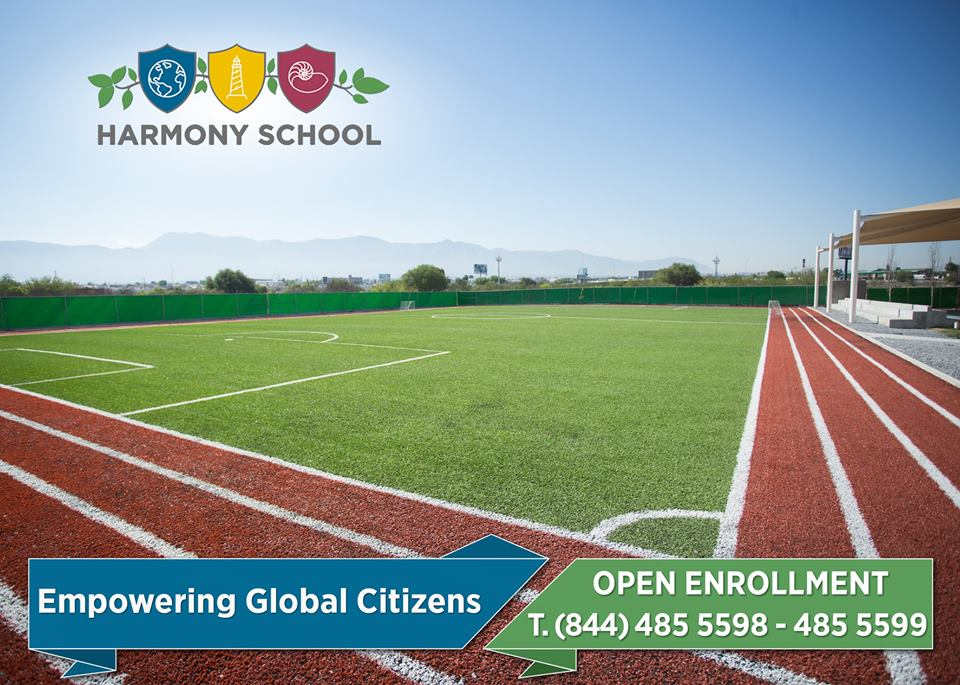 HARMONY SCHOOL
Empowering Global Citizens
OPEN ENROLLMENT
T. (844) 485 5598 - 485 5599